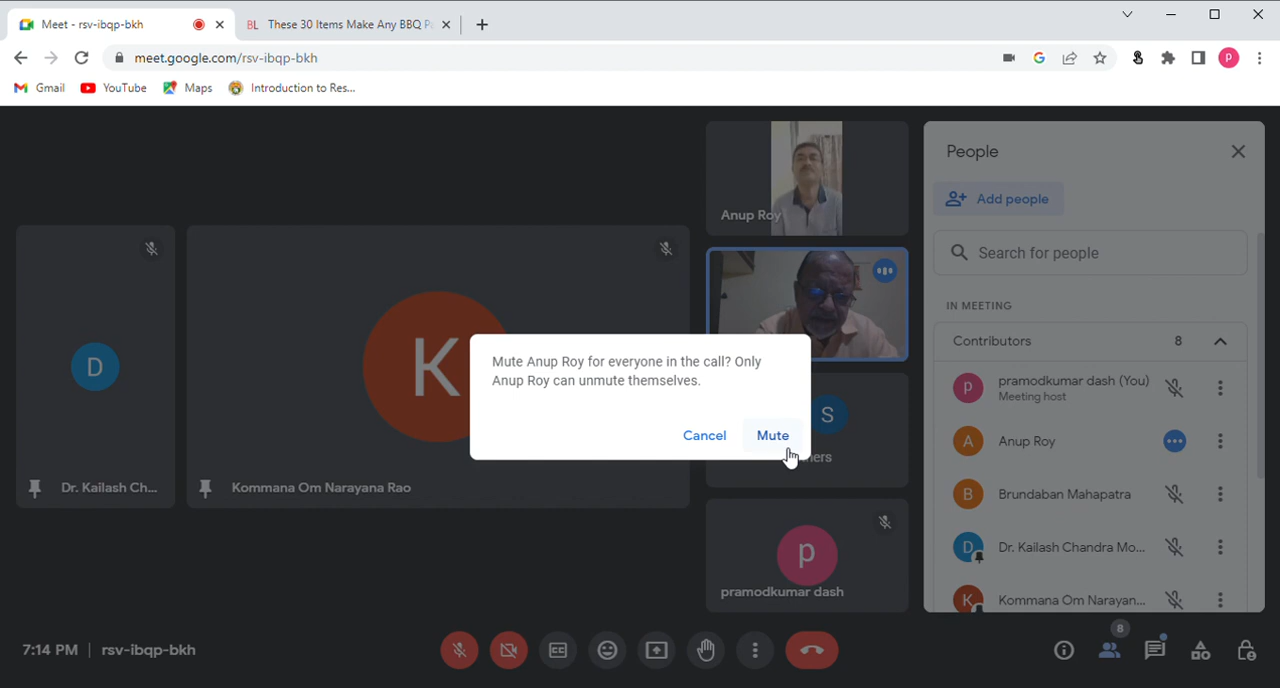 Meet - rsv-ibqp-bkh
BL These 30 Items Make Any BBQ P
meet.google.com/rsv-ibqp-bkh
G
P
Gmail
YouTube
Maps
Introduction to Res...
Anup Roy
D
Dr. Kailash Ch...
K
Kommana Om Narayana Rao
S
p
pramodkumar dash
Mute Anup Roy for everyone in the call? Only
Anup Roy can unmute themselves.
Cancel
Mute
People
Add people
Search for people
IN MEETING
Contributors 8
p
pramodkumar dash (You)
Meeting host
A
Anup Roy
B
Brundaban Mahapatra
D
Dr. Kailash Chandra Mo...
K
Kommana Om Narayan...
7:14 PM | rsv-ibqp-bkh
8